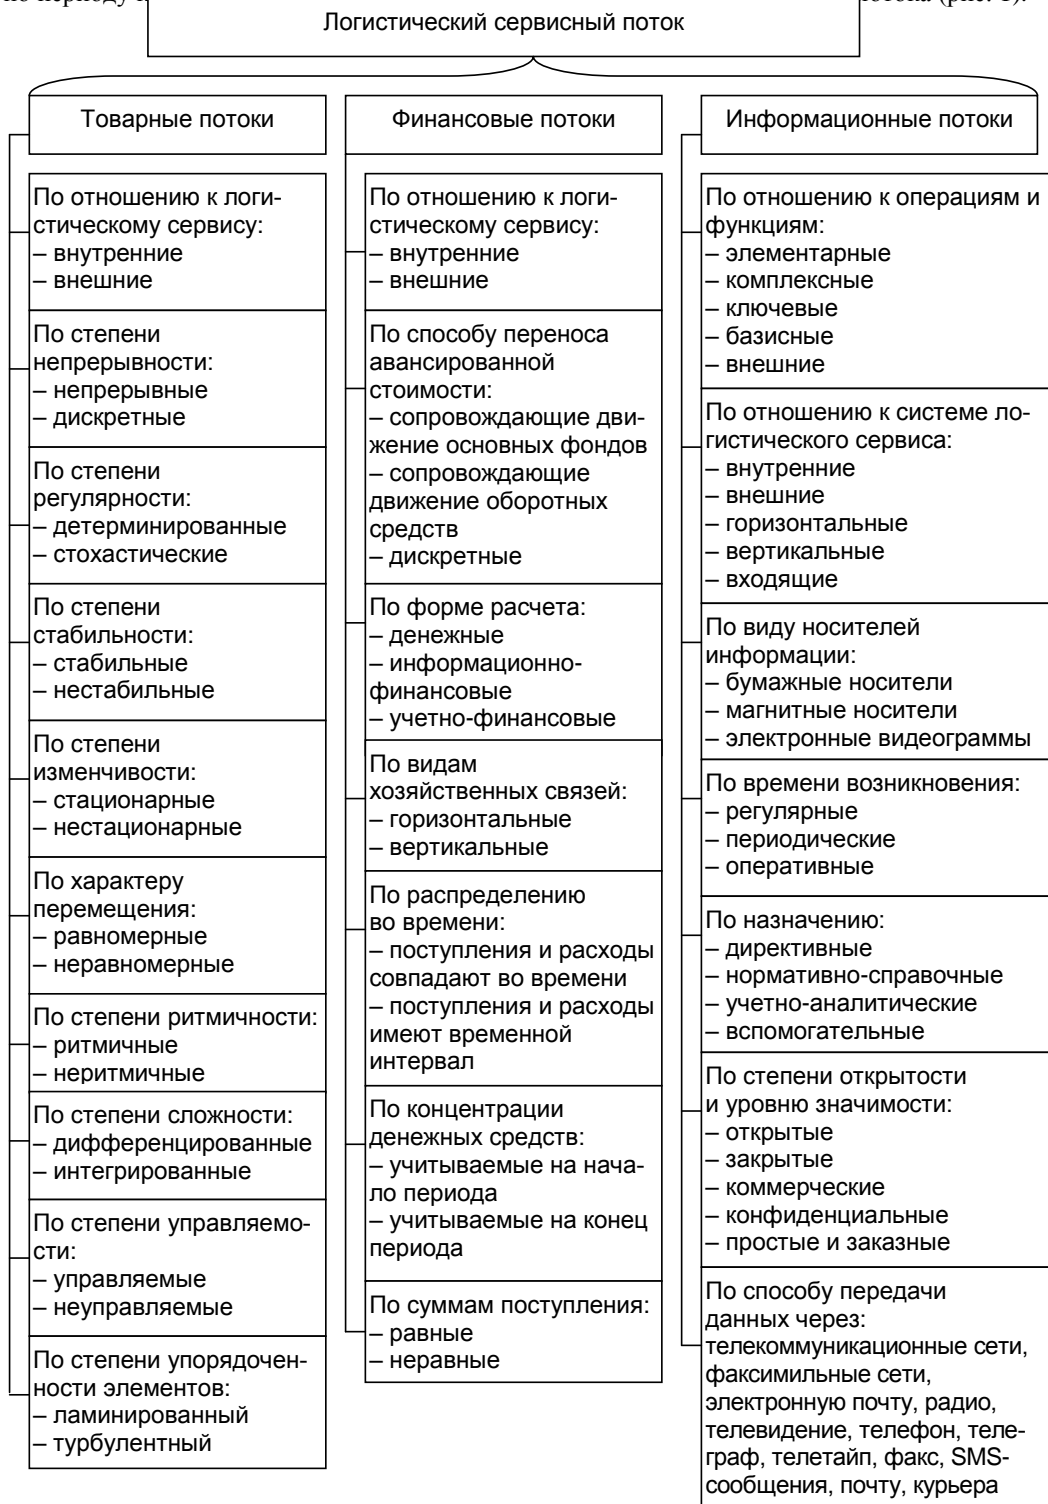 по периоду
потока (рис. 1).
Логистический сервисный поток
Товарные потоки
По отношению к логи-
стическому сервису:
– внутренние
– внешние
По степени
непрерывности:
– непрерывные
– дискретные
По степени
регулярности:
– детерминированные
– стохастические
По степени
стабильности:
– стабильные
– нестабильные
По степени
изменчивости:
– стационарные
– нестационарные
По характеру
перемещения:
– равномерные
– неравномерные
По степени ритмичности:
– ритмичные
– неритмичные
По степени сложности:
– дифференцированные
– интегрированные
По степени управляемо-
сти:
– управляемые
– неуправляемые
По степени упорядочен-
ности элементов:
– ламинированный
– турбулентный
Финансовые потоки
По отношению к логи-
стическому сервису:
– внутренние
– внешние
По способу переноса
авансированной
стоимости:
– сопровождающие дви-
жение основных фондов
– сопровождающие
движение оборотных
средств
– дискретные
По форме расчета:
– денежные
– информационно-
финансовые
– учетно-финансовые
По видам
хозяйственных связей:
– горизонтальные
– вертикальные
По распределению
во времени:
– поступления и расходы
совпадают во времени
– поступления и расходы
имеют временной
интервал
По концентрации
денежных средств:
– учитываемые на нача-
ло периода
– учитываемые на конец
периода
По суммам поступления:
– равные
– неравные
Информационные потоки
По отношению к операциям и
функциям:
– элементарные
– комплексные
– ключевые
– базисные
– внешние
По отношению к системе ло-
гистического сервиса:
– внутренние
– внешние
– горизонтальные
– вертикальные
– входящие
По виду носителей
информации:
– бумажные носители
– магнитные носители
– электронные видеограммы
По времени возникновения:
– регулярные
– периодические
– оперативные
По назначению:
– директивные
– нормативно-справочные
– учетно-аналитические
– вспомогательные
По степени открытости
и уровню значимости:
– открытые
– закрытые
– коммерческие
– конфиденциальные
– простые и заказные
По способу передачи
данных через:
телекоммуникационные сети,
факсимильные сети,
электронную почту, радио,
телевидение, телефон, теле-
граф, телетайп, факс, SMS-
сообщения, почту, курьера